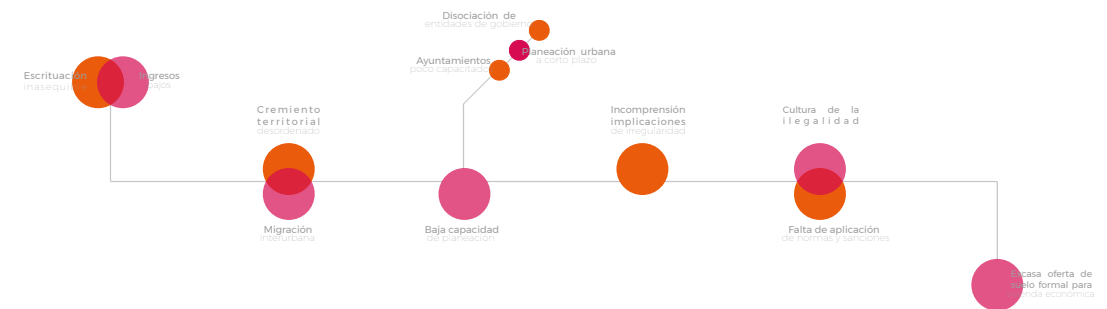 Disociación de
entidades de gobierno
Planeación urbana
a corto plazo
Ayuntamientos
poco capacitado
Escrituación
inasequible
Ingresos
bajos
Cremiento
territorial
desordenado
Migración
interurbana
Baja capacidad
de planeación
Incomprensión
implicaciones
de irregularidad
Cultura de la
ilegalidad
Falta de aplicación
de normas y sanciones
Escasa oferta de
suelo formal para
vivienda económica